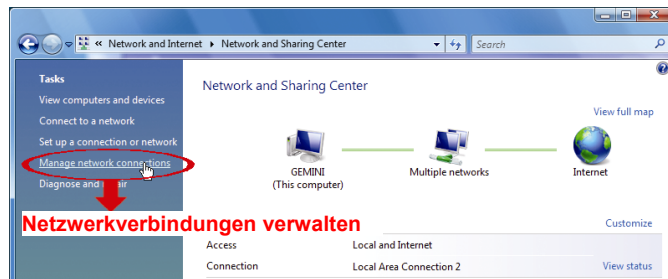 « Network and Internet ▸ Network and Sharing Center
Search
Tasks
View computers and devices
Connect to a network
Set up a connection or network
Manage network connections
Diagnose and
Netzwerkverbindungen verwalten
Network and Sharing Center
View full map
GEMINI
(This computer)
Multiple networks
Internet
Customize
Access Local and Internet
Connection Local Area Connection 2 View status